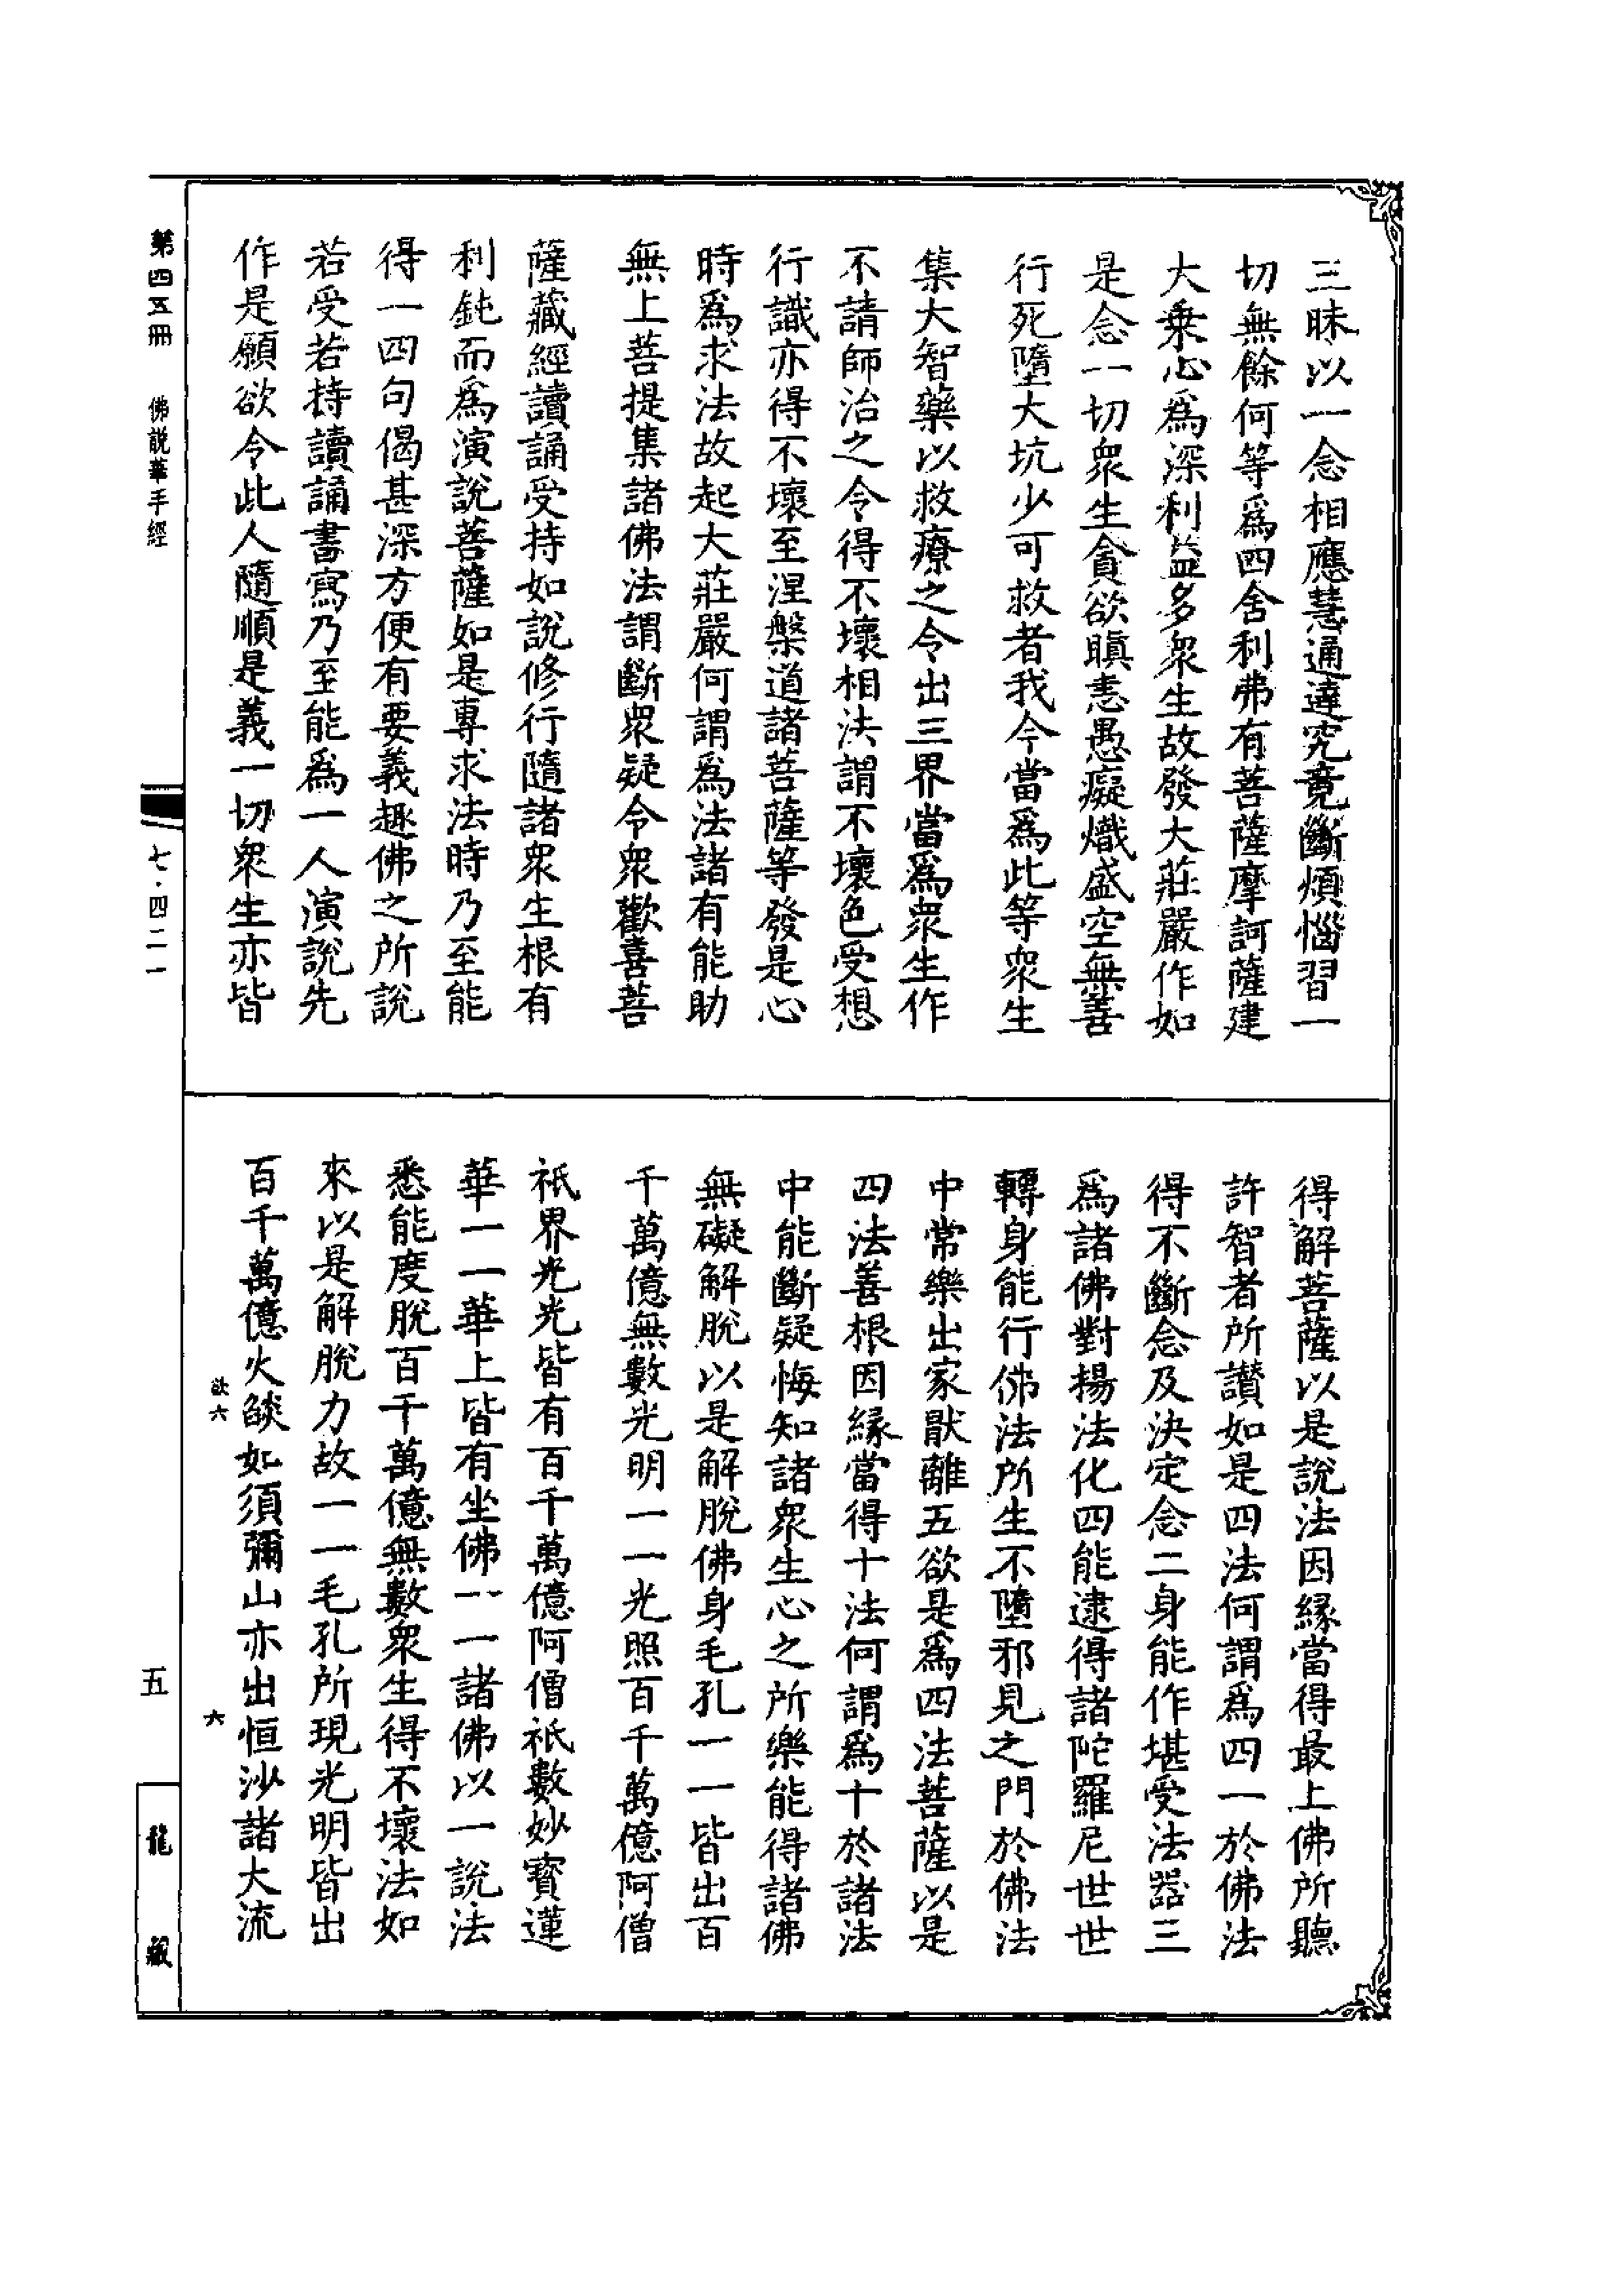 三昧以一念相應慧通達究竟斷煩惱習一
切無餘何等爲四舍利弗有菩薩摩訶薩建
大乗心爲深利益多衆生故發大莊嚴作如
是念一切衆生貪欲瞋恚愚癡熾盛空無善
行死墮大坑少可救者我今當爲此等衆生
集大智藥以救療之令出三界當爲衆生作
不請師治之令得不壞相法謂不壞色受想
行識亦得不壞至涅槃道諸菩薩等發是心
時爲求法故起大莊嚴何謂爲法諸有能助
無上菩提集諸佛法謂斷衆疑令衆歡喜菩
薩藏經讀誦受持如說修行隨諸衆生根有
利鈍而爲演說菩薩如是專求法時乃至能
得一四句偈甚深方便有要義趣佛之所說
若受若持讀誦書寫乃至能爲一人演說先
作是願欲令此人隨順是義一切衆生亦皆
得解菩薩以是說法因緣當得最上佛所聽
許智者所讃如是四法何謂爲四一於佛法
得不斷念及決定念二身能作堪受法器三
爲諸佛對揚法化四能逮得諸陀羅尼世世
轉身能行佛法所生不墮邪見之門於佛法
中常樂出家猒離五欲是爲四法菩薩以是
四法善根因緣當得十法何謂爲十於諸法
中能斷疑悔知諸衆生心之所樂能得諸佛
無礙解脫以是解脫佛身毛孔一一皆出百
千萬億無數光明一一光照百千萬億阿僧
祇界光光皆有百千萬億阿僧祇數妙寳蓮
華一一華上皆有坐佛一一諸佛以一說法
悉能度脫百千萬億無數衆生得不壞法如
來以是解脫力故一一毛孔所現光明皆出
百千萬億火燄如須彌山亦出恒沙諸大流
欲六
六
第四五冊
佛說華手經
七·四二一
五
龍藏